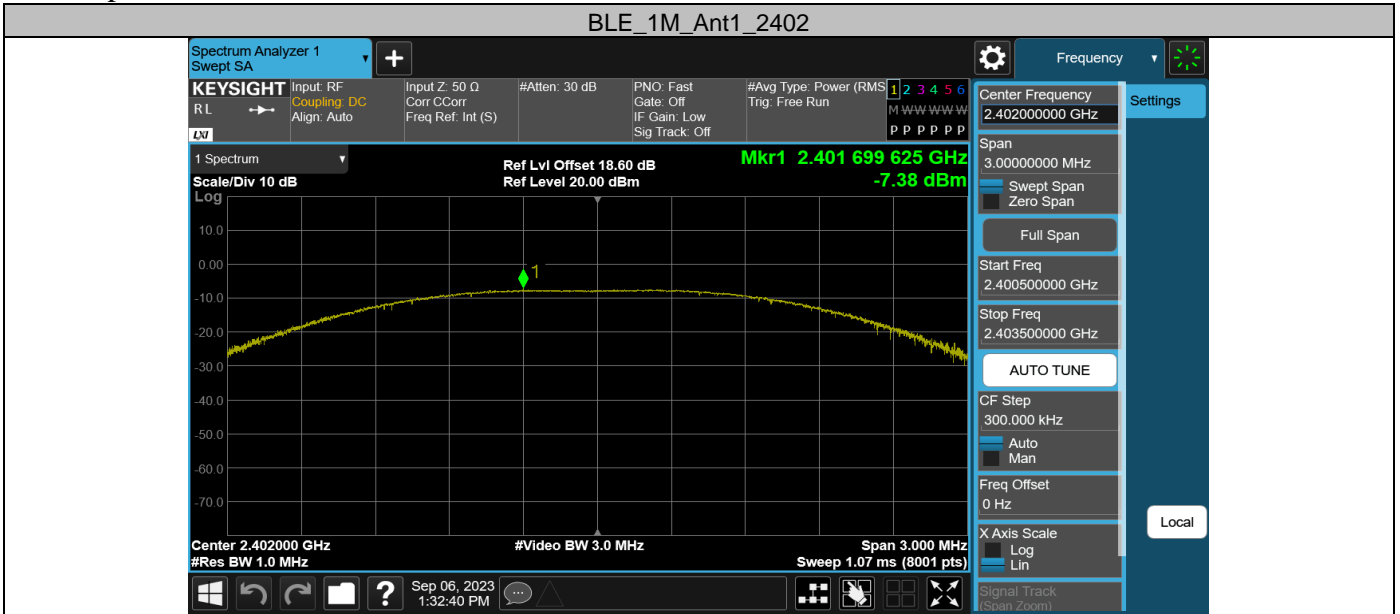 BLE_1M_Ant1_2402
Spectrum Analyzer 1
Swept SA
Frequency
KEYSIGHT
R L
LXI
Input: RF
Coupling: DC
Align: Auto
Input Z: 50 Ω
Corr CCorr
Freq Ref: Int (S)
#Atten: 30 dB
PNO: Fast
Gate: Off
IF Gain: Low
Sig Track: Off
#Avg Type: Power (RMS
Trig: Free Run
1 2 3 4 5 6
M W W W W W
P P P P P P
1 Spectrum
Scale/Div 10 dB
Ref Lvl Offset 18.60 dB
Ref Level 20.00 dBm
Mkr1 2.401 699 625 GHz
-7.38 dBm
Log
10.0
0.00
-10.0
-20.0
-30.0
-40.0
-50.0
-60.0
-70.0
1
Center 2.402000 GHz
#Res BW 1.0 MHz
#Video BW 3.0 MHz
Span 3.000 MHz
Sweep 1.07 ms (8001 pts)
Center Frequency
2.402000000 GHz
Span
3.00000000 MHz
Swept Span
Zero Span
Full Span
Start Freq
2.400500000 GHz
Stop Freq
2.403500000 GHz
AUTO TUNE
CF Step
300.000 kHz
Auto
Man
Freq Offset
0 Hz
X Axis Scale
Log
Lin
Signal Track
(Span Zoom)
Settings
Local
?
Sep 06, 2023
1:32:40 PM